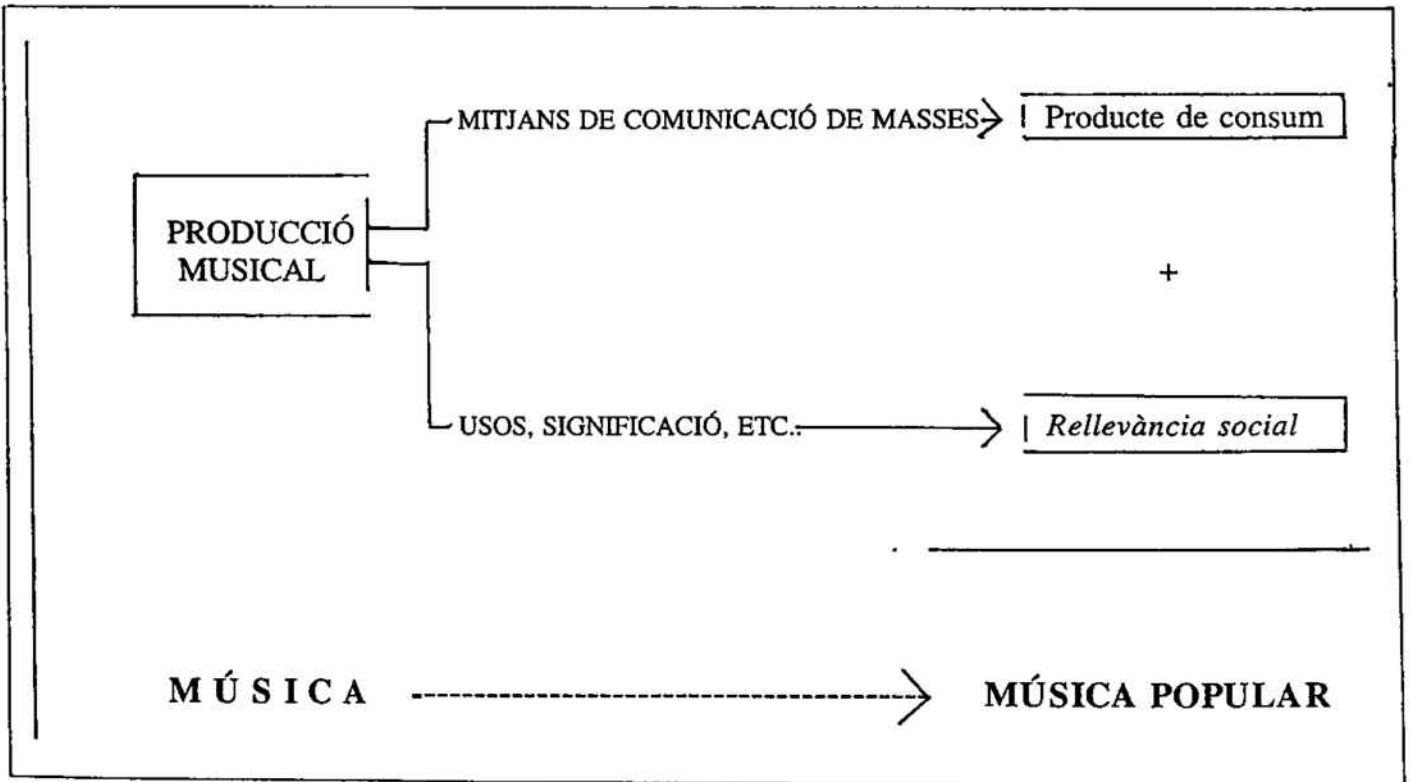 MITJANS DE COMUNICACIÓ DE MASSES
Producte de consum
PRODUCCIÓ
MUSICAL
+
USOS, SIGNIFICACIÓ, ETC..
Rellevància social
MÚSICA
MÚSICA POPULAR